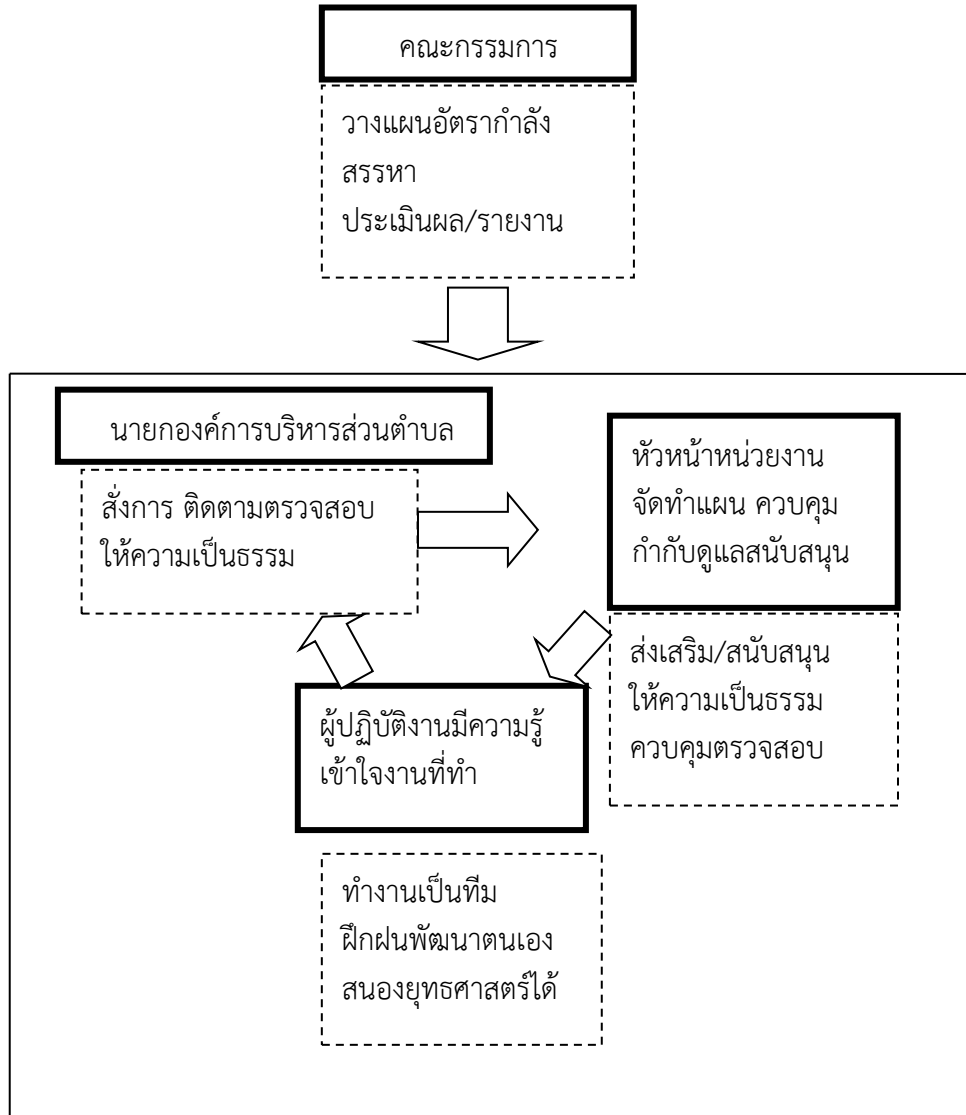 คณะกรรมการ
วางแผนอัตรากำลัง
สรรหา
ประเมินผล/รายงาน
นายกองค์การบริหารส่วนตำบล
สั่งการ ติดตามตรวจสอบ
ให้ความเป็นธรรม
หัวหน้าหน่วยงาน
จัดทำแผน ควบคุม
กำกับดูแลสนับสนุน
ส่งเสริม/สนับสนุน
ให้ความเป็นธรรม
ควบคุมตรวจสอบ
ผู้ปฏิบัติงานมีความรู้
เข้าใจงานที่ทำ
ทำงานเป็นทีม
ฝึกฝนพัฒนาตนเอง
สนองยุทธศาสตร์ได้